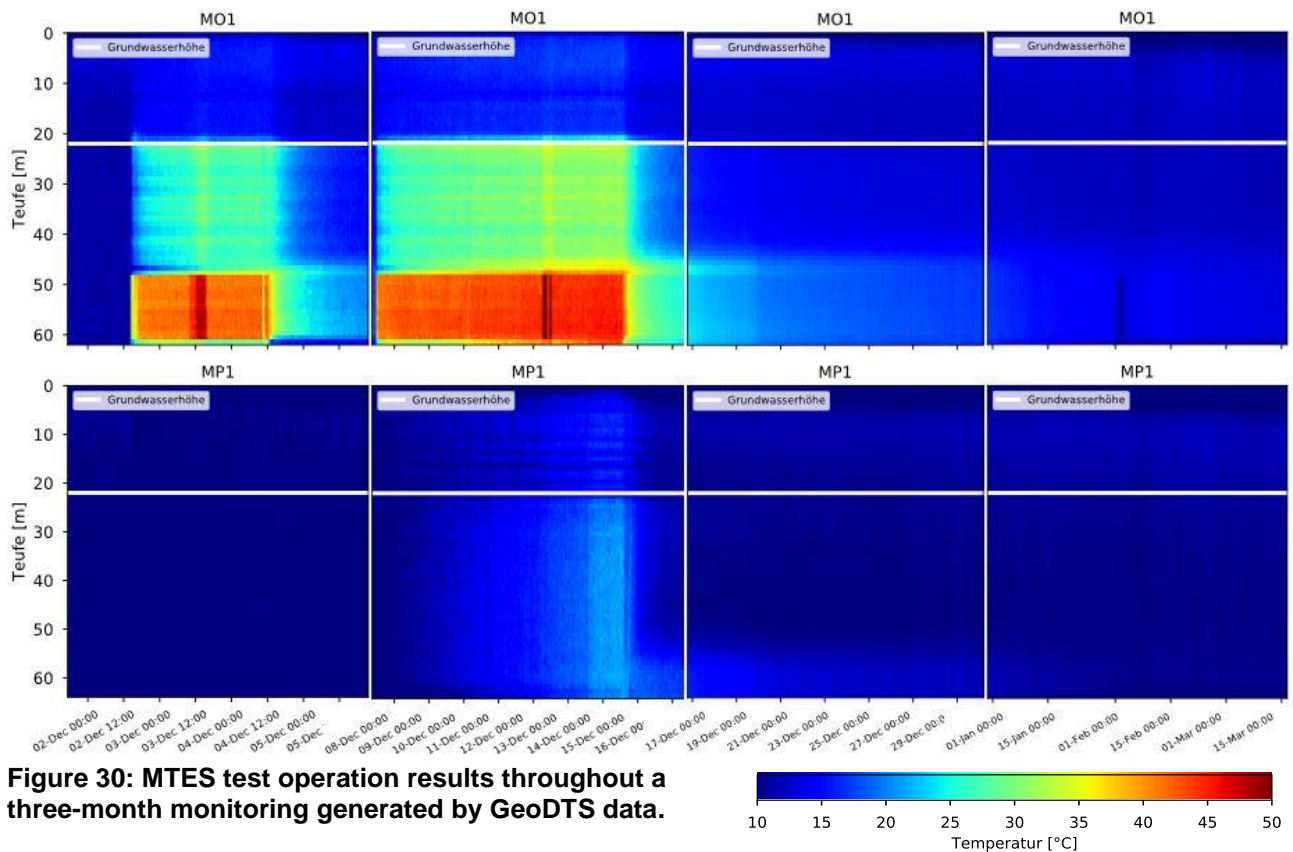 MO1 MO1 MO1 MO1
Grundwasserhöhe Grundwasserhöhe Grundwasserhöhe Grundwasserhöhe
0
10
20
30
40
50
60
Teufe [m]
MP1 MP1 MP1 MP1
Grundwasserhöhe Grundwasserhöhe Grundwasserhöhe Grundwasserhöhe
0
10
20
30
40
50
60
Teufe [m]
02-Dec 00:00 02-Dec 12:00 03-Dec 00:00 03-Dec 12:00 04-Dec 00:00 04-Dec 12:00 05-Dec 00:00 05-Dec
08-Dec 00:00 09-Dec 00:00 10-Dec 00:00 11-Dec 00:00 12-Dec 00:00 13-Dec 00:00 14-Dec 00:00 15-Dec 00:00 16-Dec 00
17-Dec 00:00 19-Dec 00:00 21-Dec 00:00 23-Dec 00:00 25-Dec 00:00 27-Dec 00:00 29-Dec 00:0
01-Jan 00:00 15-Jan 00:00 01-Feb 00:00 15-Feb 00:00 01-Mar 00:00 15-Mar 00:00
Figure 30: MTES test operation results throughout a
three-month monitoring generated by GeoDTS data.
10 15 20 25 30 35 40 45 50
Temperatur [°C]